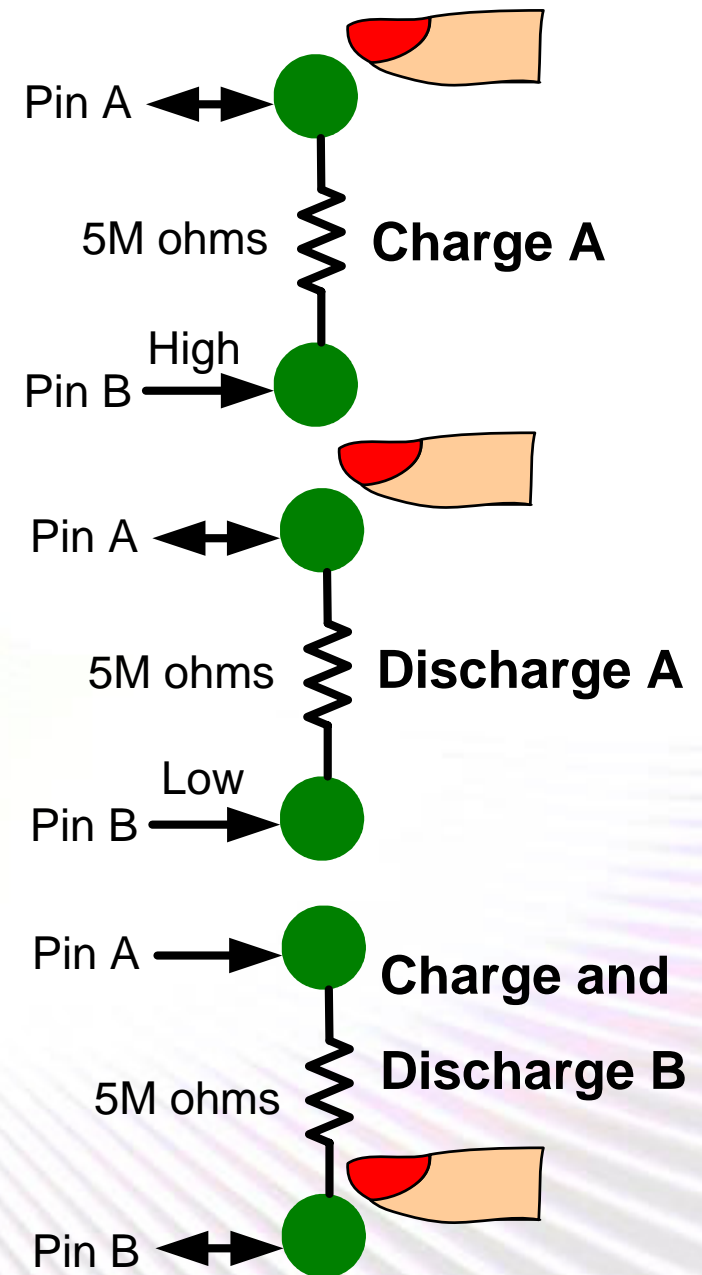 Pin A
5M ohms
Charge A
High
Pin B
Pin A
5M ohms
Discharge A
Low
Pin B
Pin A
Charge and
Discharge B
5M ohms
Pin B